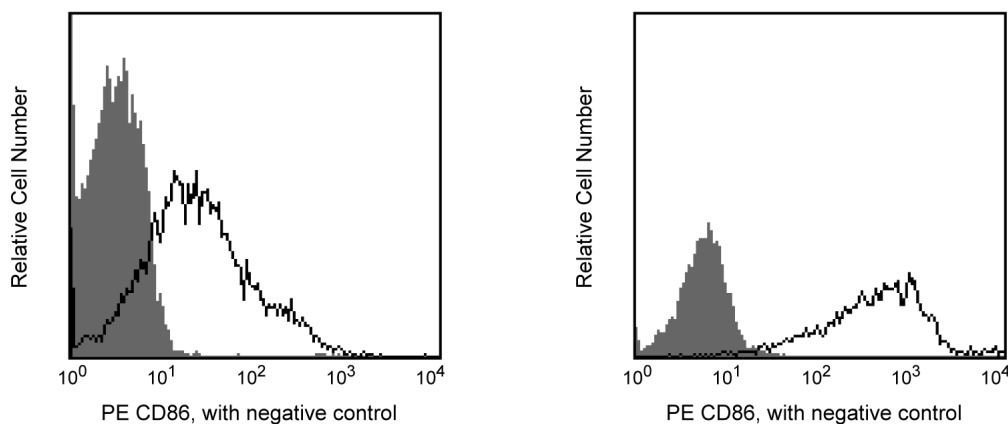 Relative Cell Number
10⁰ 10¹ 10² 10³ 10⁴
PE CD86, with negative control
Relative Cell Number
10⁰ 10¹ 10² 10³ 10⁴
PE CD86, with negative control